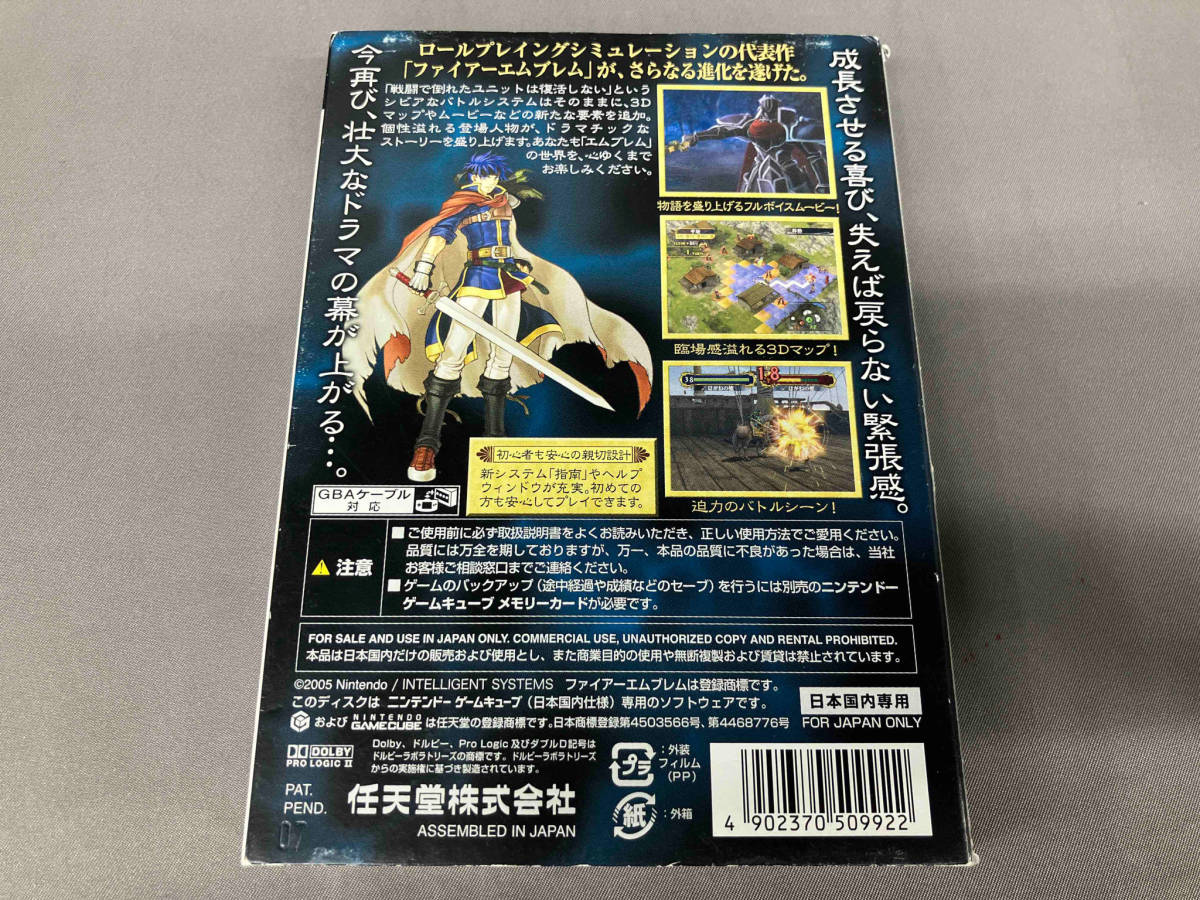 ロールプレイングシミュレーションの代表作
「ファイアーエムブレム」が、さらなる進化を遂げた。
「戦闘で倒れたユニットは復活しない」という
シビアなバトルシステムはそのままに、3D
マップやムービーなどの新たな要素を追加。
個性溢れる登場人物が、ドラマチックな
ストーリーを盛り上げます。あなたも「エムブレム」
の世界を、心ゆくまで
お楽しみください。
成長させる喜び、失えば戻らない緊張感。
今再び、壮大なドラマの幕が上がる…。
物語を盛り上げるフルボイスムービー!
臨場感溢れる3Dマップ!
38
18
迫力のバトルシーン!
初心者も安心の親切設計
新システム「指南」やヘルプ
ウィンドウが充実。初めての
方も安心してプレイできます。
GBAケーブル
対応
注意
■ご使用前に必ず取扱説明書をよくお読みいただき、正しい使用方法でご愛用ください。
品質には万全を期しておりますが、万一、本品の品質に不良があった場合は、当社
お客様ご相談窓口までご連絡ください。
■ゲームのバックアップ(途中経過や成績などのセーブ)を行うには別売のニンテンドー
ゲームキューブ メモリーカードが必要です。
FOR SALE AND USE IN JAPAN ONLY. COMMERCIAL USE, UNAUTHORIZED COPY AND RENTAL PROHIBITED.
本品は日本国内だけの販売および使用とし、また商業目的の使用や無断複製および賃貸は禁止されています。
©2005 Nintendo / INTELLIGENT SYSTEMS ファイアーエムブレムは登録商標です。
このディスクは ニンテンドー ゲームキューブ(日本国内仕様)専用のソフトウェアです。
および NINTENDO GAMECUBE は任天堂の登録商標です。日本商標登録第4503566号、第4468776号
日本国内専用
FOR JAPAN ONLY
DOLBY
PRO LOGIC II
Dolby、ドルビー、Pro Logic 及びダブルD記号は
ドルビーラボラトリーズの商標です。ドルビーラボラトリーズ
からの実施権に基づき製造されています。
プラ
:外装
フィルム
(PP)
紙
:外箱
PAT.
PEND.
任天堂株式会社
ASSEMBLED IN JAPAN
07
4 902370 509922